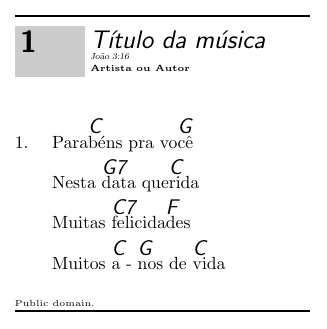 1 Título da música
João 3:16
Artista ou Autor
C G
1. Parabéns pra você
G7 C
Nesta data querida
C7 F
Muitas felicidades
C G C
Muitos a - nos de vida
Public domain.